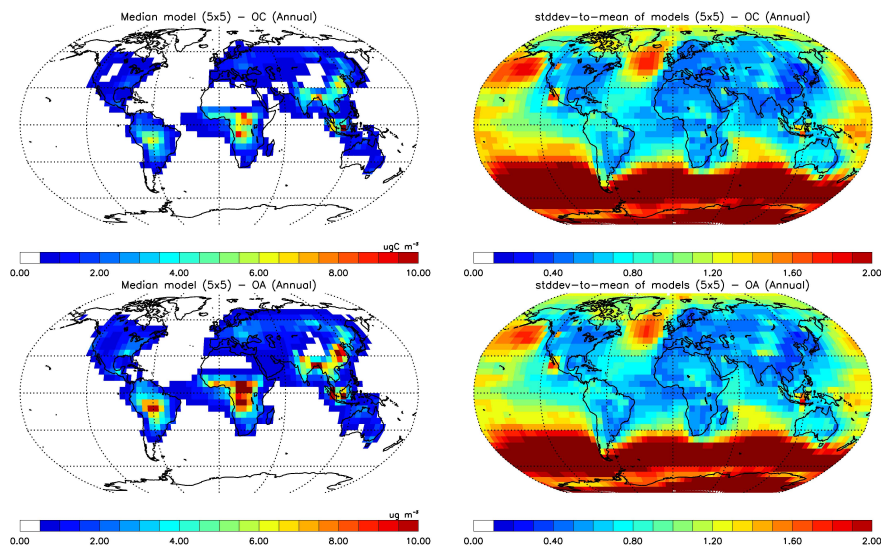 Median model (5x5) - OC (Annual)
stddev-to-mean of models (5x5) - OC (Annual)
ugC m⁻³
0.00 2.00 4.00 6.00 8.00 10.00
0.00 0.40 0.80 1.20 1.60 2.00
Median model (5x5) - OA (Annual)
stddev-to-mean of models (5x5) - OA (Annual)
ug m⁻³
0.00 2.00 4.00 6.00 8.00 10.00
0.00 0.40 0.80 1.20 1.60 2.00